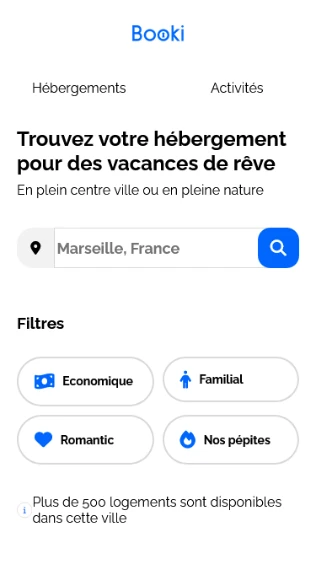 Booki
Hébergements
Activités
Trouvez votre hébergement
pour des vacances de rêve
En plein centre ville ou en pleine nature
Marseille, France
Filtres
Economique
Familial
Romantic
Nos pépites
Plus de 500 logements sont disponibles
dans cette ville